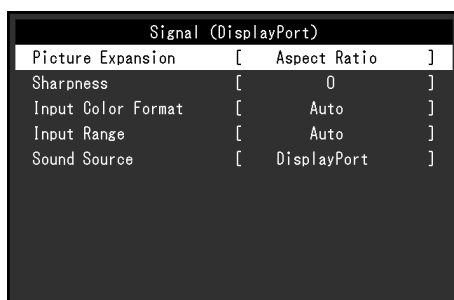 Signal (DisplayPort)
Picture Expansion [ Aspect Ratio ]
Sharpness [ 0 ]
Input Color Format [ Auto ]
Input Range [ Auto ]
Sound Source [ DisplayPort ]